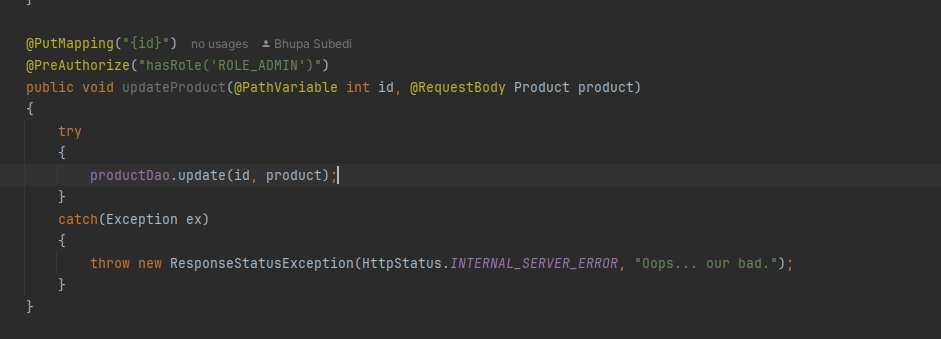 }
@PutMapping("{id}") no usages Bhupa Subedi
@PreAuthorize("hasRole('ROLE_ADMIN')")
public void updateProduct(@PathVariable int id, @RequestBody Product product)
{
try
{
productDao.update(id, product);
}
catch(Exception ex)
{
throw new ResponseStatusException(HttpStatus.INTERNAL_SERVER_ERROR, "Oops... our bad.");
}
}